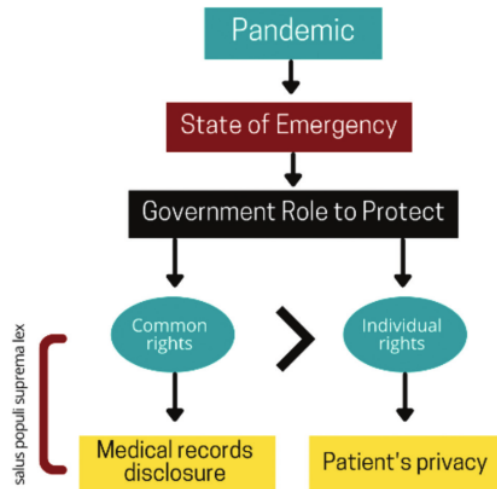 Pandemic
State of Emergency
Government Role to Protect
Common
rights
>
Individual
rights
salus populi suprema lex
Medical records
disclosure
Patient's privacy